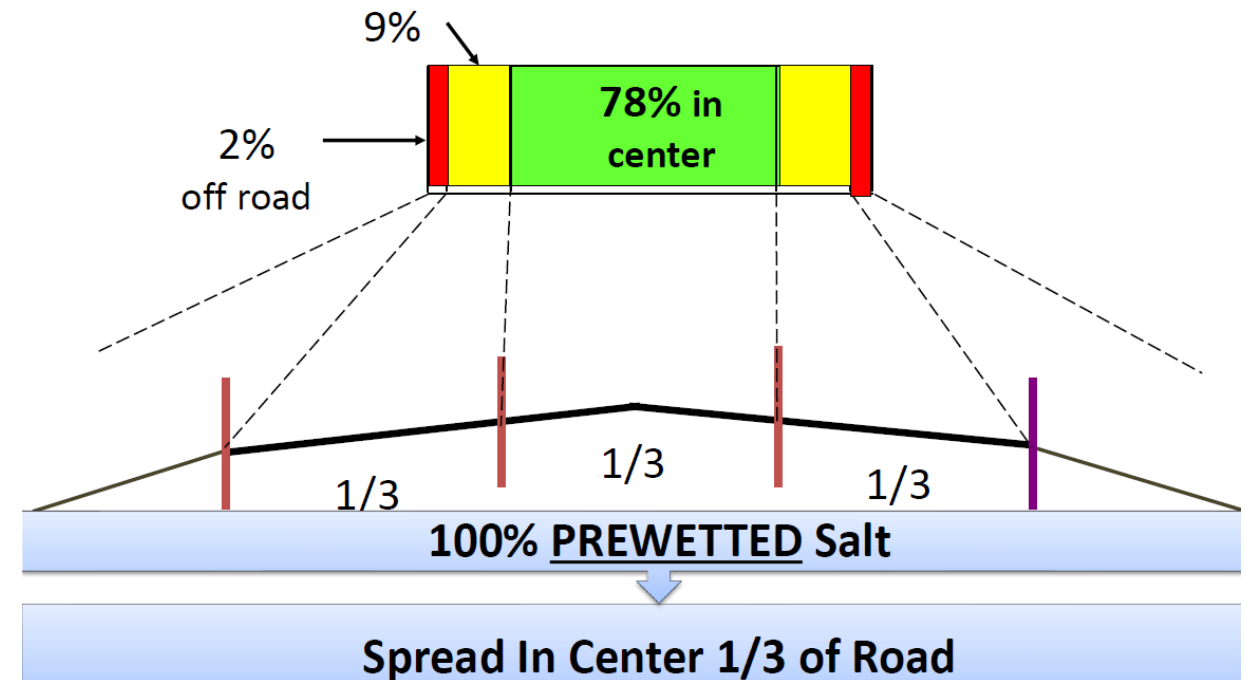 9%
78% in
center
2%
off road
1/3
1/3
1/3
100% PREWETTED Salt
Spread In Center 1/3 of Road